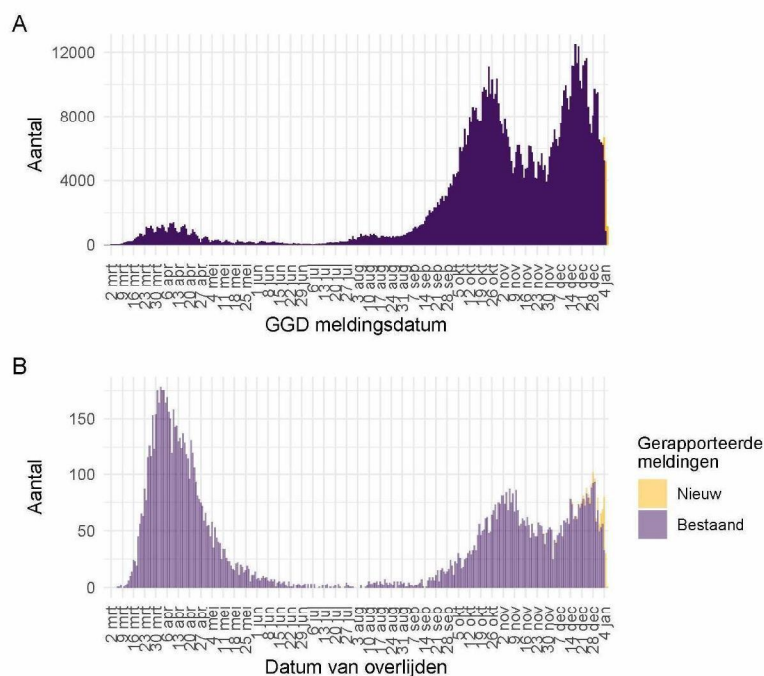 A
12000
8000
4000
0
Aantal
2 mrt
9 mrt
16 mrt
23 mrt
30 mrt
6 apr
13 apr
20 apr
27 apr
4 mei
11 mei
18 mei
25 mei
1 jun
8 jun
15 jun
22 jun
29 jun
6 jul
13 jul
20 jul
27 jul
3 aug
10 aug
17 aug
24 aug
31 aug
7 sep
14 sep
21 sep
28 sep
5 okt
12 okt
19 okt
26 okt
2 nov
9 nov
16 nov
23 nov
30 nov
7 dec
14 dec
21 dec
28 dec
4 jan
GGD meldingsdatum
B
150
100
50
0
Aantal
2 mrt
9 mrt
16 mrt
23 mrt
30 mrt
6 apr
13 apr
20 apr
27 apr
4 mei
11 mei
18 mei
25 mei
1 jun
8 jun
15 jun
22 jun
29 jun
6 jul
13 jul
20 jul
27 jul
3 aug
10 aug
17 aug
24 aug
31 aug
7 sep
14 sep
21 sep
28 sep
5 okt
12 okt
19 okt
26 okt
2 nov
9 nov
16 nov
23 nov
30 nov
7 dec
14 dec
21 dec
28 dec
4 jan
Datum van overlijden
Gerapporteerde
meldingen
Nieuw
Bestaand